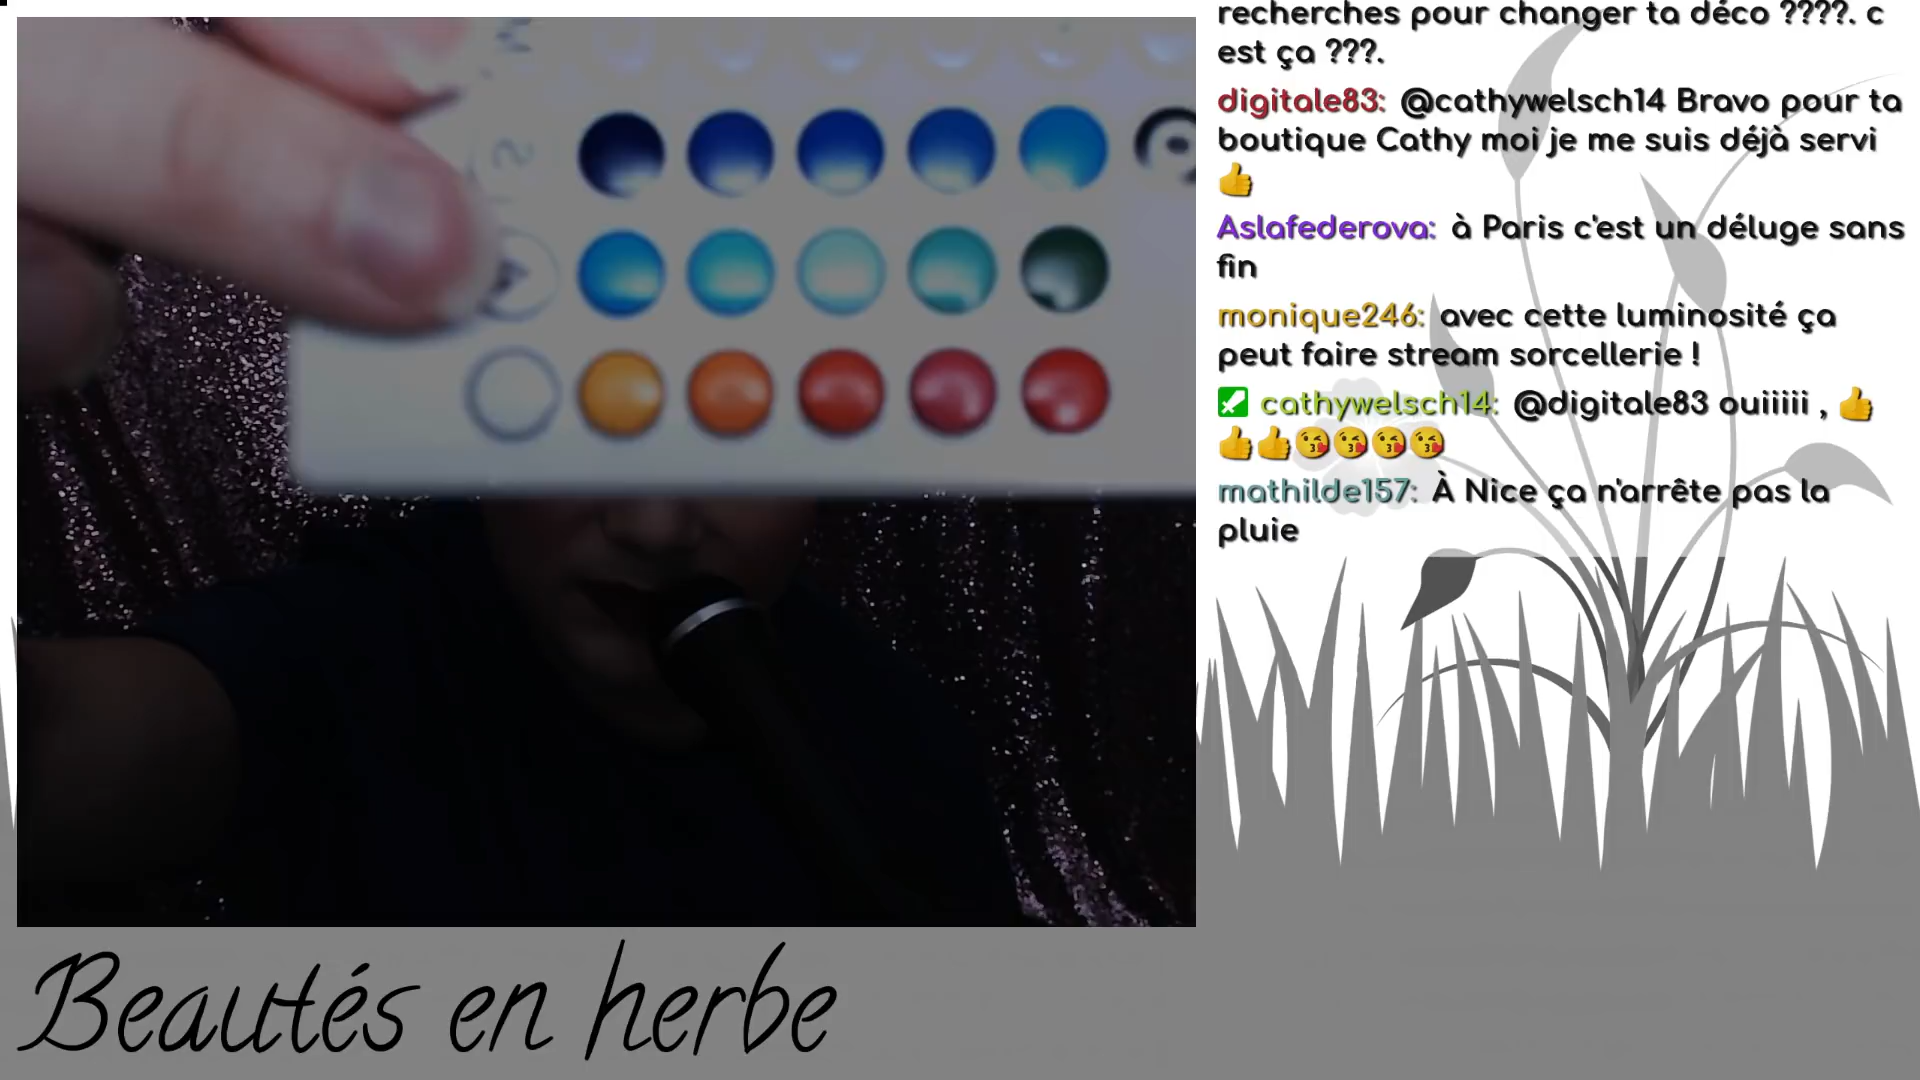 recherches pour changer ta déco ????. c
est ça ???.
digitale83: @cathywelsch14 Bravo pour ta
boutique Cathy moi je me suis déjà servi
👍
Aslafederova: à Paris c'est un déluge sans
fin
monique246: avec cette luminosité ça
peut faire stream sorcellerie !
cathywelsch14: @digitale83 ouiiiii , 👍
👍👍😘😘😘😘
mathilde157: À Nice ça n'arrête pas la
pluie
Beautés en herbe